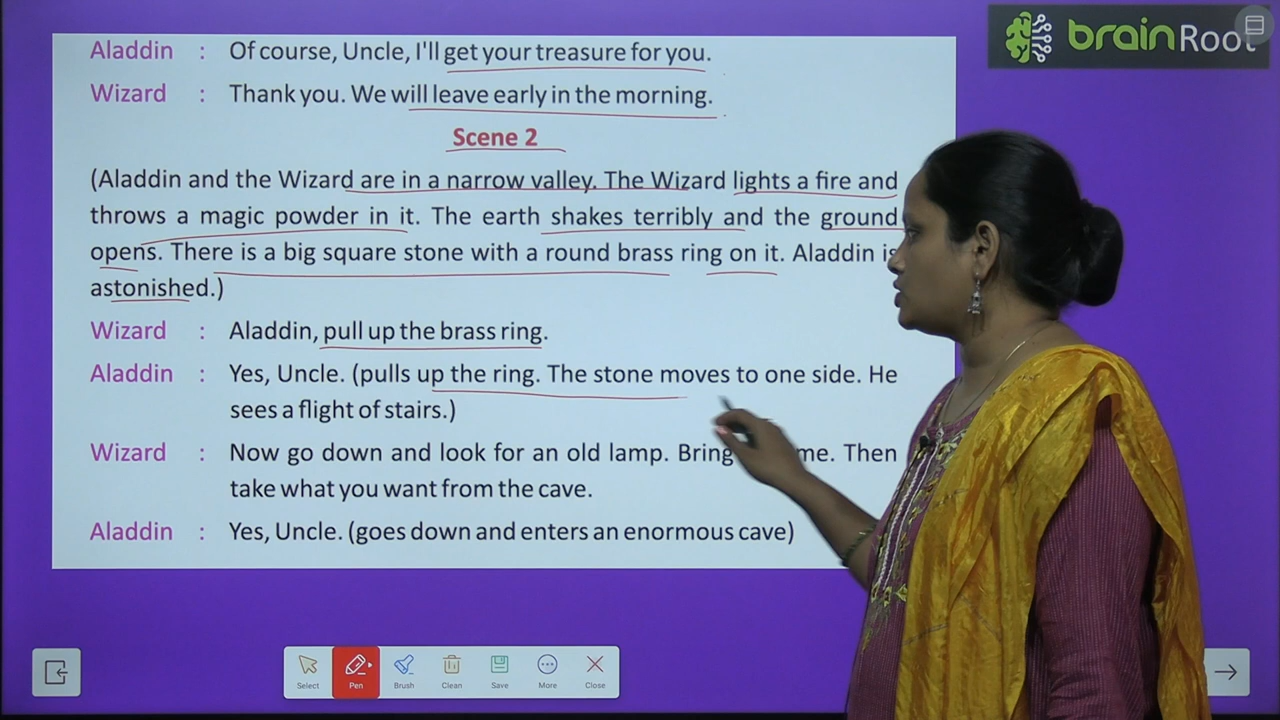 brainRoot
Aladdin : Of course, Uncle, I'll get your treasure for you.
Wizard : Thank you. We will leave early in the morning.
Scene 2
(Aladdin and the Wizard are in a narrow valley. The Wizard lights a fire and
throws a magic powder in it. The earth shakes terribly and the ground
opens. There is a big square stone with a round brass ring on it. Aladdin is
astonished.)
Wizard : Aladdin, pull up the brass ring.
Aladdin : Yes, Uncle. (pulls up the ring. The stone moves to one side. He
sees a flight of stairs.)
Wizard : Now go down and look for an old lamp. Bring me. Then
take what you want from the cave.
Aladdin : Yes, Uncle. (goes down and enters an enormous cave)
Select Pen Brush Clean Save More Close